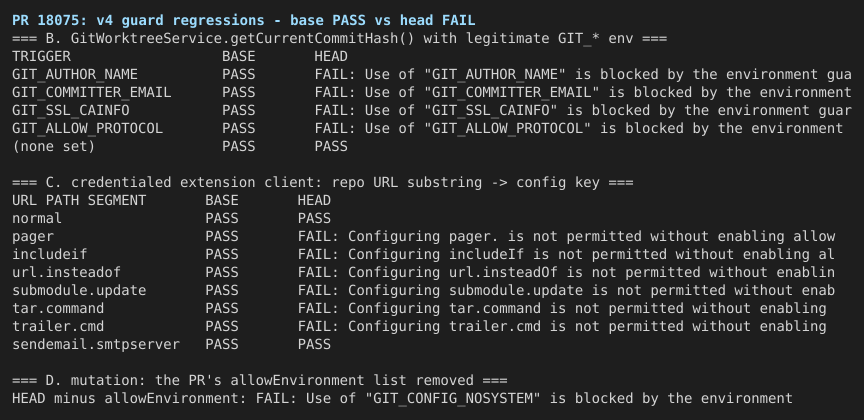 PR 18075: v4 guard regressions - base PASS vs head FAIL
=== B. GitWorktreeService.getCurrentCommitHash() with legitimate GIT_* env ===
TRIGGER BASE HEAD
GIT_AUTHOR_NAME PASS FAIL: Use of "GIT_AUTHOR_NAME" is blocked by the environment gua
GIT_COMMITTER_EMAIL PASS FAIL: Use of "GIT_COMMITTER_EMAIL" is blocked by the environment
GIT_SSL_CAINFO PASS FAIL: Use of "GIT_SSL_CAINFO" is blocked by the environment guar
GIT_ALLOW_PROTOCOL PASS FAIL: Use of "GIT_ALLOW_PROTOCOL" is blocked by the environment
(none set) PASS PASS
=== C. credentialed extension client: repo URL substring -> config key ===
URL PATH SEGMENT BASE HEAD
normal PASS PASS
pager PASS FAIL: Configuring pager. is not permitted without enabling allow
includeif PASS FAIL: Configuring includeIf is not permitted without enabling al
url.insteadof PASS FAIL: Configuring url.insteadOf is not permitted without enablin
submodule.update PASS FAIL: Configuring submodule.update is not permitted without enab
tar.command PASS FAIL: Configuring tar.command is not permitted without enabling
trailer.cmd PASS FAIL: Configuring trailer.cmd is not permitted without enabling
sendemail.smtpserver PASS PASS
=== D. mutation: the PR's allowEnvironment list removed ===
HEAD minus allowEnvironment: FAIL: Use of "GIT_CONFIG_NOSYSTEM" is blocked by the environment